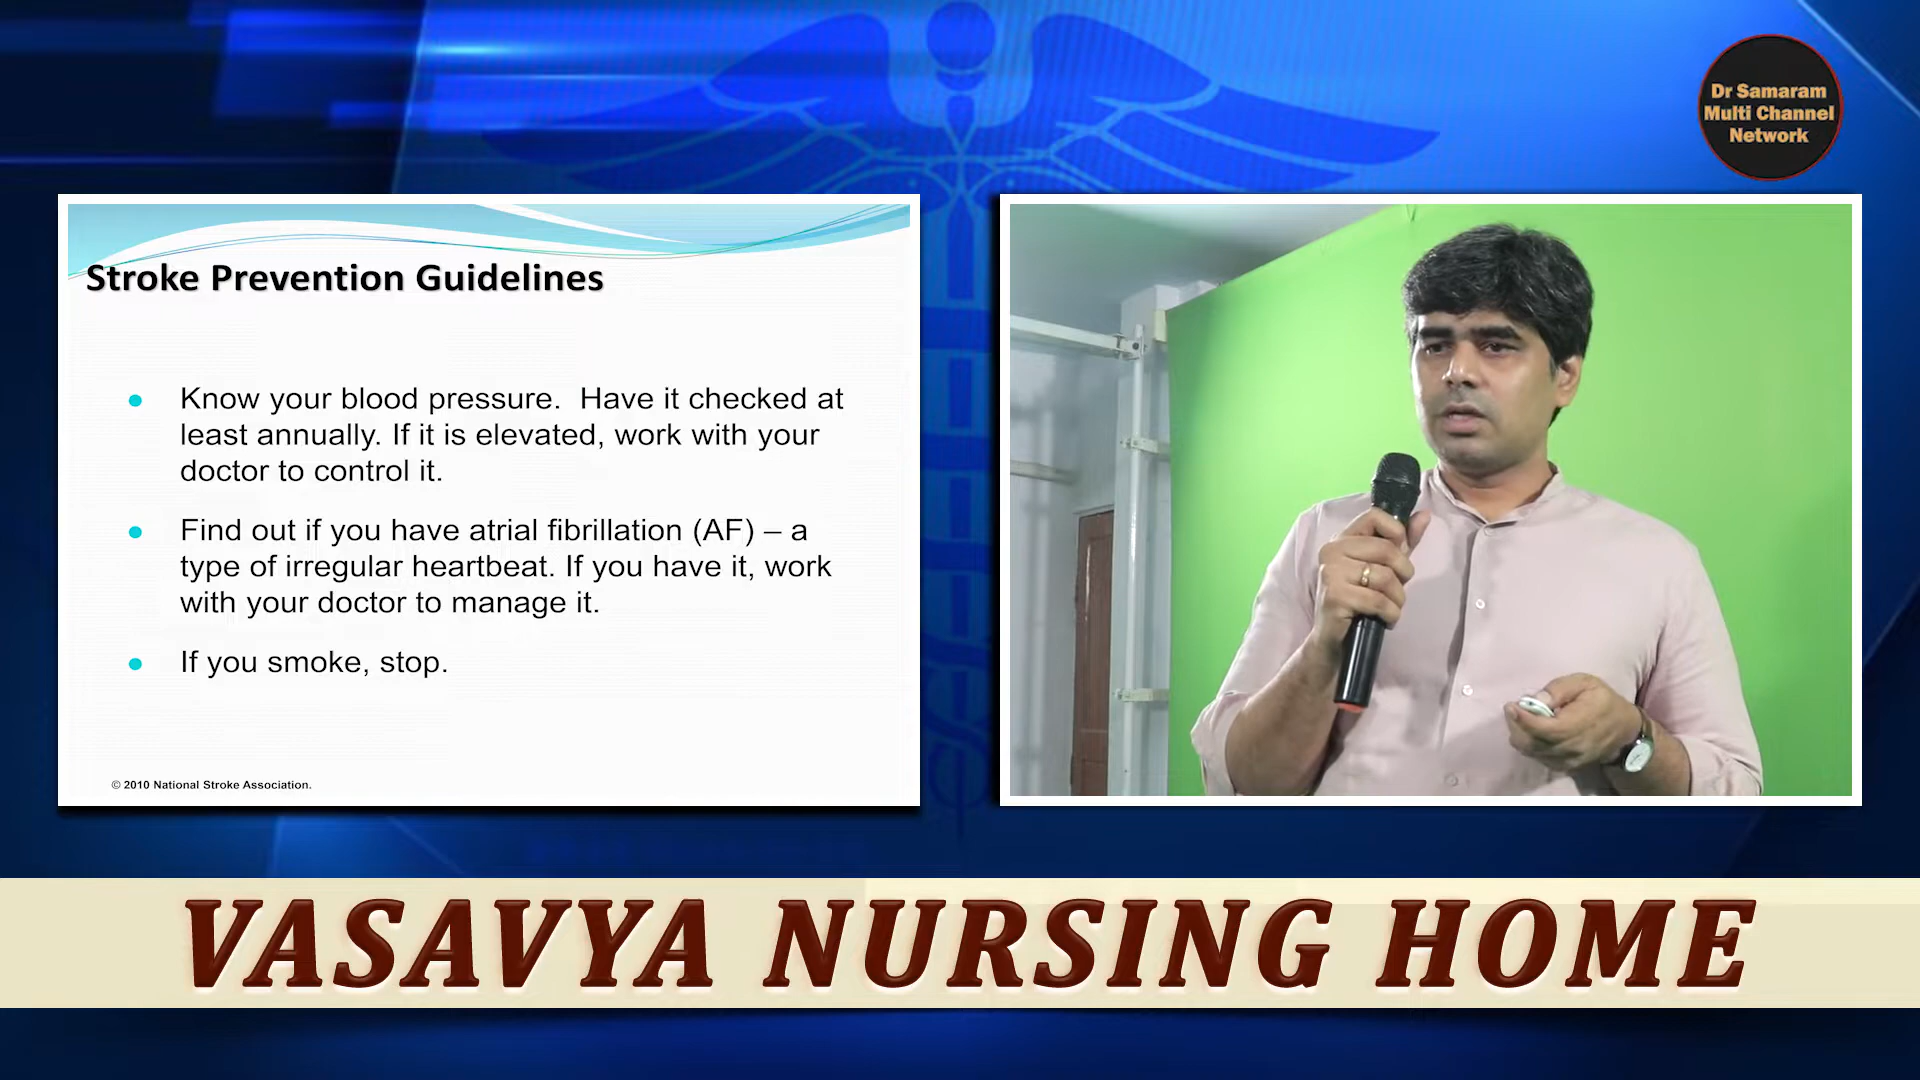 Dr Samaram
Multi Channel
Network
Stroke Prevention Guidelines
● Know your blood pressure.  Have it checked at
least annually. If it is elevated, work with your
doctor to control it.
● Find out if you have atrial fibrillation (AF) – a
type of irregular heartbeat. If you have it, work
with your doctor to manage it.
● If you smoke, stop.
© 2010 National Stroke Association.
VASAVYA NURSING HOME